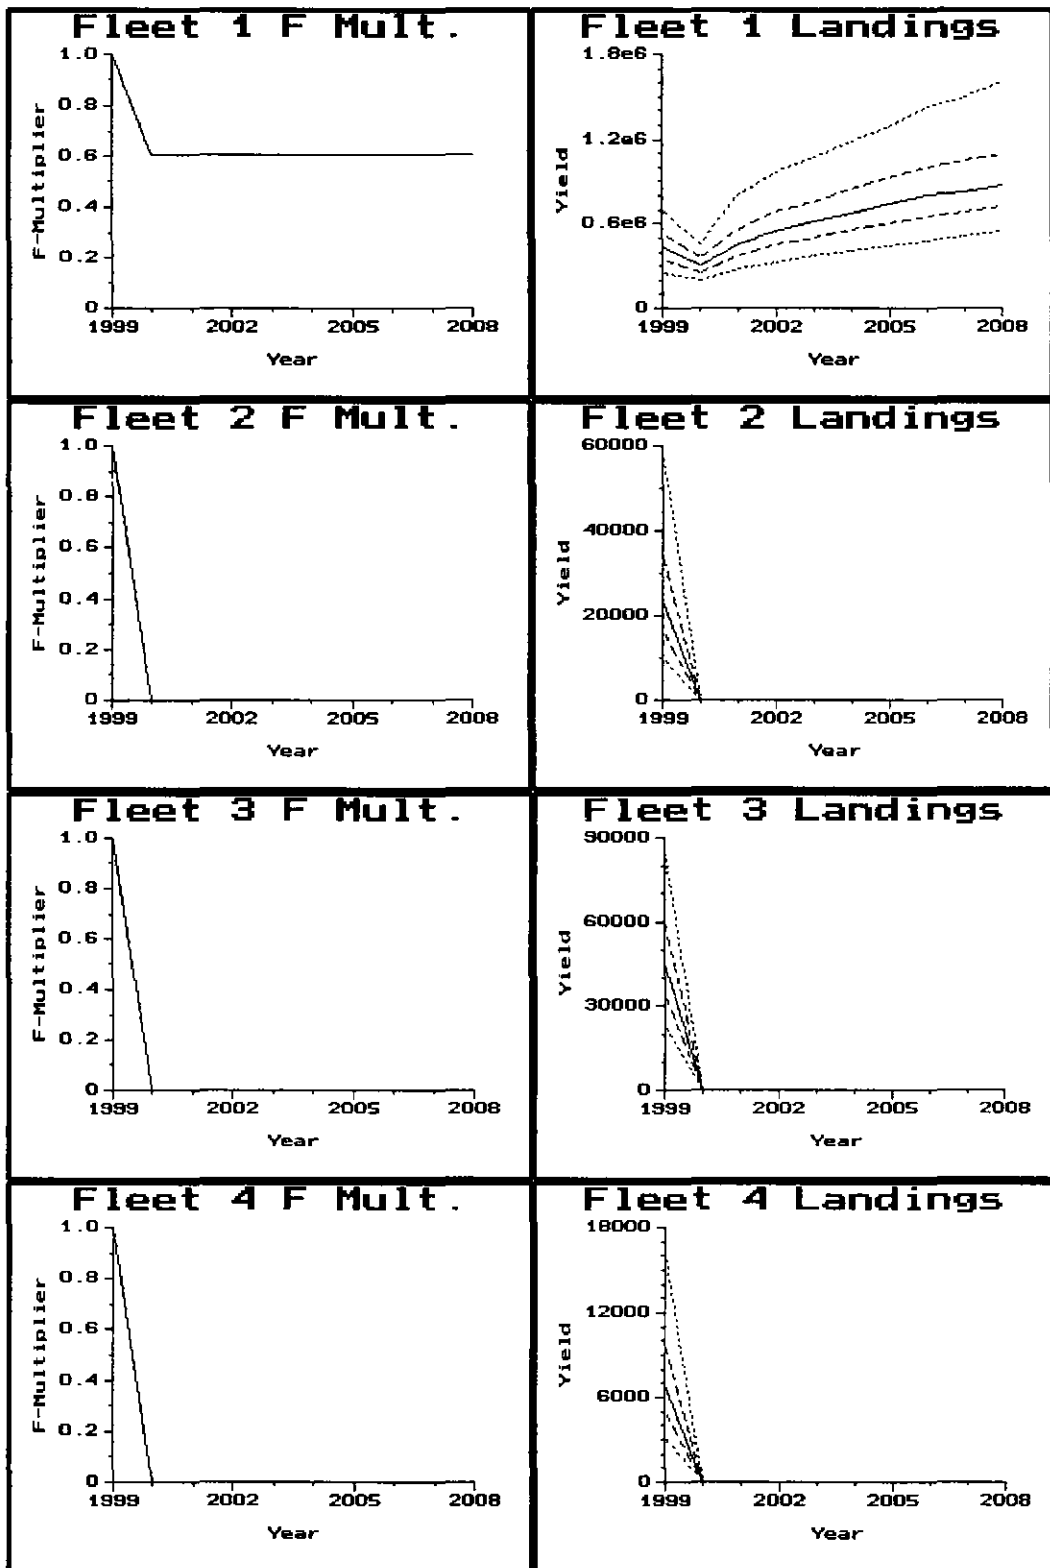 Fleet 1 F Mult.
1.0
0.8
0.6
0.4
0.2
0
F-Multiplier
1999 2002 2005 2008
Year
Fleet 1 Landings
1.8e6
1.2e6
0.6e6
0
Yield
1999 2002 2005 2008
Year
Fleet 2 F Mult.
1.0
0.8
0.6
0.4
0.2
0
F-Multiplier
1999 2002 2005 2008
Year
Fleet 2 Landings
60000
40000
20000
0
Yield
1999 2002 2005 2008
Year
Fleet 3 F Mult.
1.0
0.8
0.6
0.4
0.2
0
F-Multiplier
1999 2002 2005 2008
Year
Fleet 3 Landings
90000
60000
30000
0
Yield
1999 2002 2005 2008
Year
Fleet 4 F Mult.
1.0
0.8
0.6
0.4
0.2
0
F-Multiplier
1999 2002 2005 2008
Year
Fleet 4 Landings
18000
12000
6000
0
Yield
1999 2002 2005 2008
Year